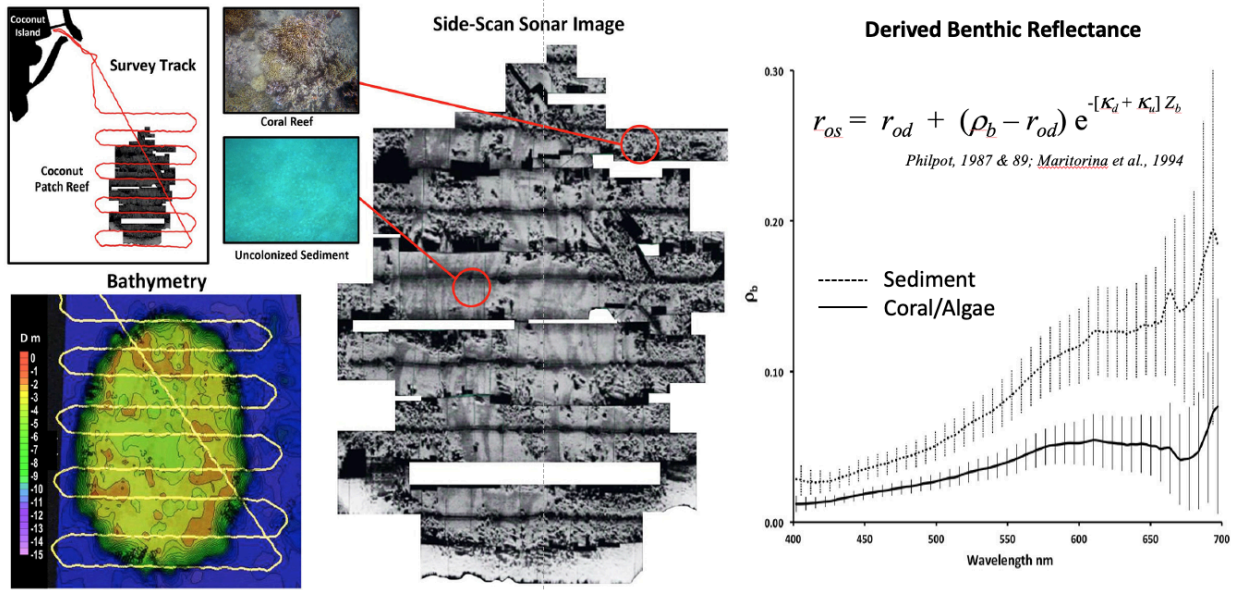 Coconut
Island
Survey Track
Coconut
Patch Reef
Coral Reef
Uncolonized Sediment
Bathymetry
D m
0
-1
-2
-3
-4
-5
-6
-7
-8
-9
-10
-11
-12
-13
-14
-15
Side-Scan Sonar Image
Derived Benthic Reflectance
r_os = r_od + (ρ_b – r_od) e^-[κ_d + κ_u] Z_b
Philpot, 1987 & 89; Maritorina et al., 1994
0.30
0.20
0.10
0.00
ρ_b
Sediment
Coral/Algae
400 450 500 550 600 650 700
Wavelength nm